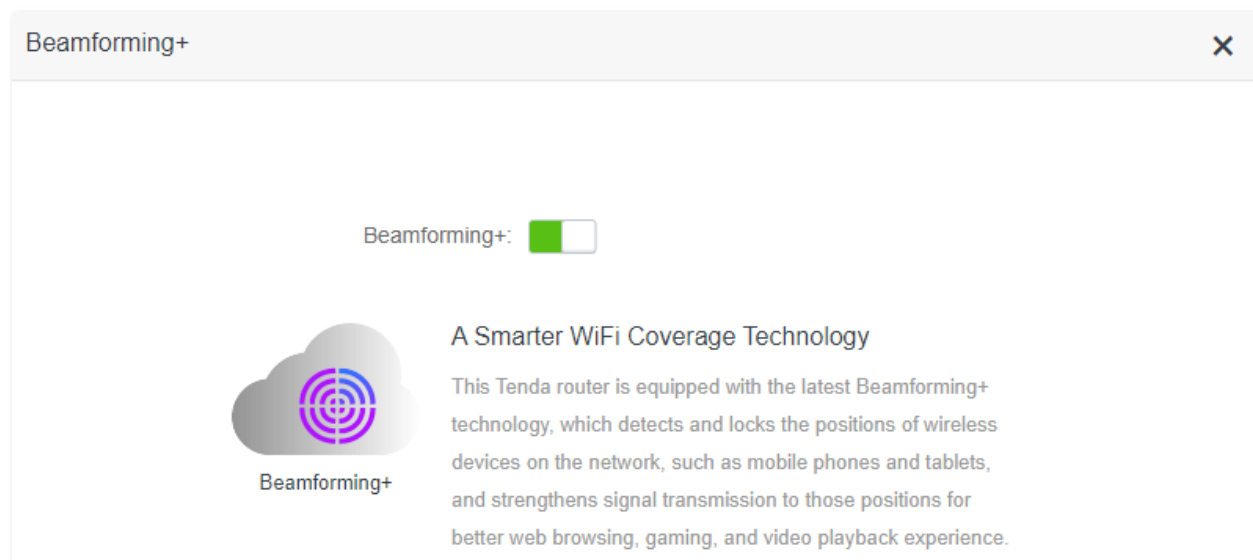 Beamforming+
Beamforming+:
A Smarter WiFi Coverage Technology
This Tenda router is equipped with the latest Beamforming+
technology, which detects and locks the positions of wireless
devices on the network, such as mobile phones and tablets,
and strengthens signal transmission to those positions for
better web browsing, gaming, and video playback experience.
Beamforming+